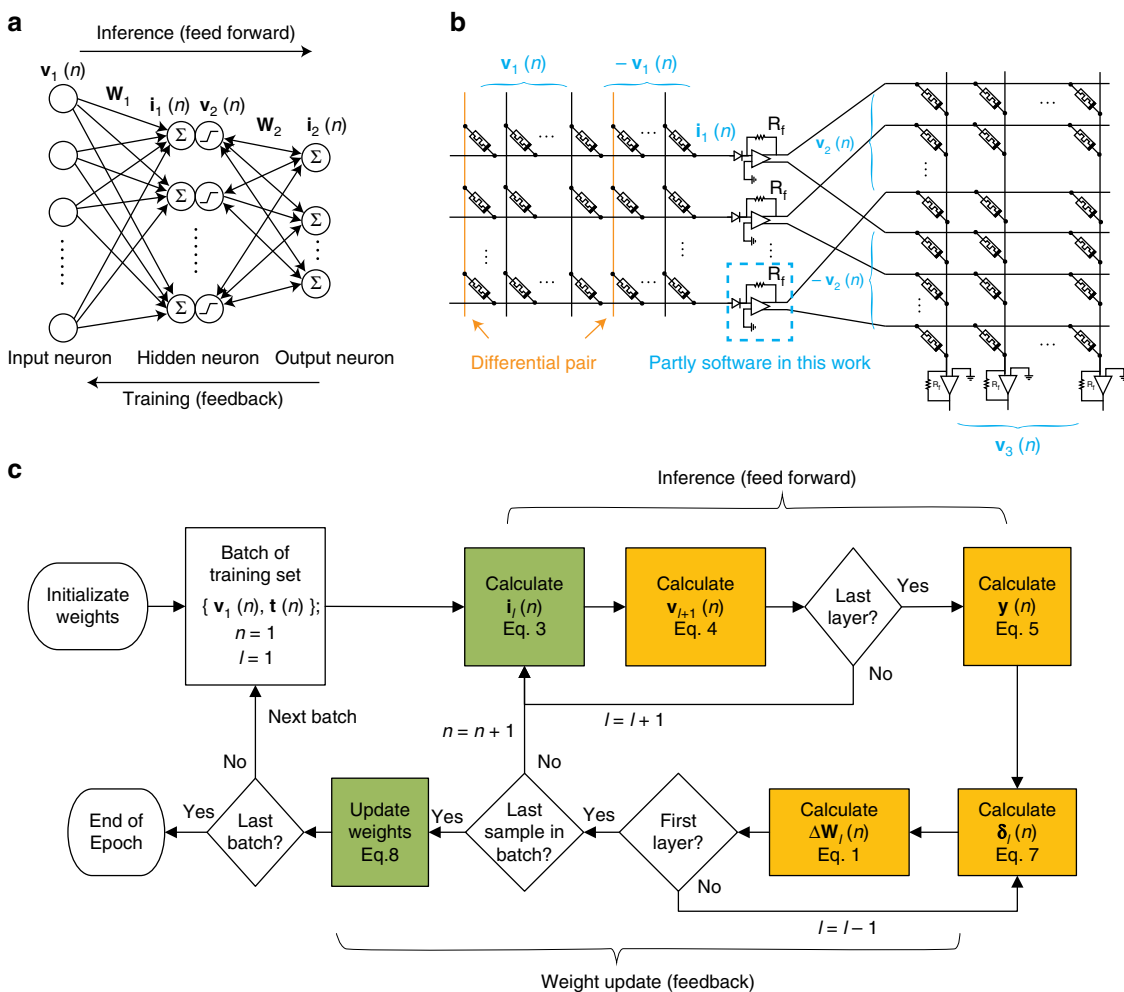 a
Inference (feed forward)
v1 (n)
W1
i1 (n)
v2 (n)
W2
i2 (n)
Σ
Σ
Σ
Σ
Σ
Σ
Input neuron
Hidden neuron
Output neuron
Training (feedback)
b
v1 (n)
– v1 (n)
i1 (n)
Rf
Rf
Rf
v2 (n)
– v2 (n)
Differential pair
Partly software in this work
Rf
Rf
Rf
v3 (n)
c
Inference (feed forward)
Initializate
weights
Batch of
training set
{ v1 (n), t (n) };
n = 1
l = 1
Calculate
il (n)
Eq. 3
Calculate
vl+1 (n)
Eq. 4
Last
layer?
Yes
No
Calculate
y (n)
Eq. 5
l = l + 1
n = n + 1
Next batch
No
No
End of
Epoch
Yes
Last
batch?
Update
weights
Eq.8
Yes
Last
sample in
batch?
Yes
First
layer?
No
Calculate
ΔWl (n)
Eq. 1
Calculate
δl (n)
Eq. 7
l = l – 1
Weight update (feedback)